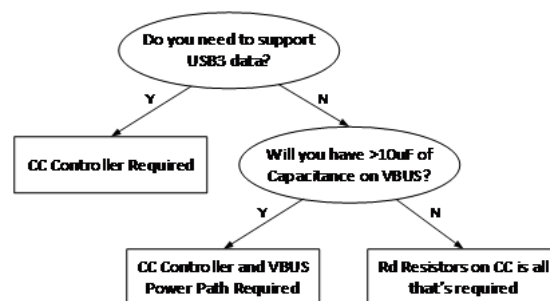 Do you need to support
USB3 data?
Y
N
CC Controller Required
Will you have >10uF of
Capacitance on VBUS?
Y
N
CC Controller and VBUS
Power Path Required
Rd Resistors on CC is all
that's required